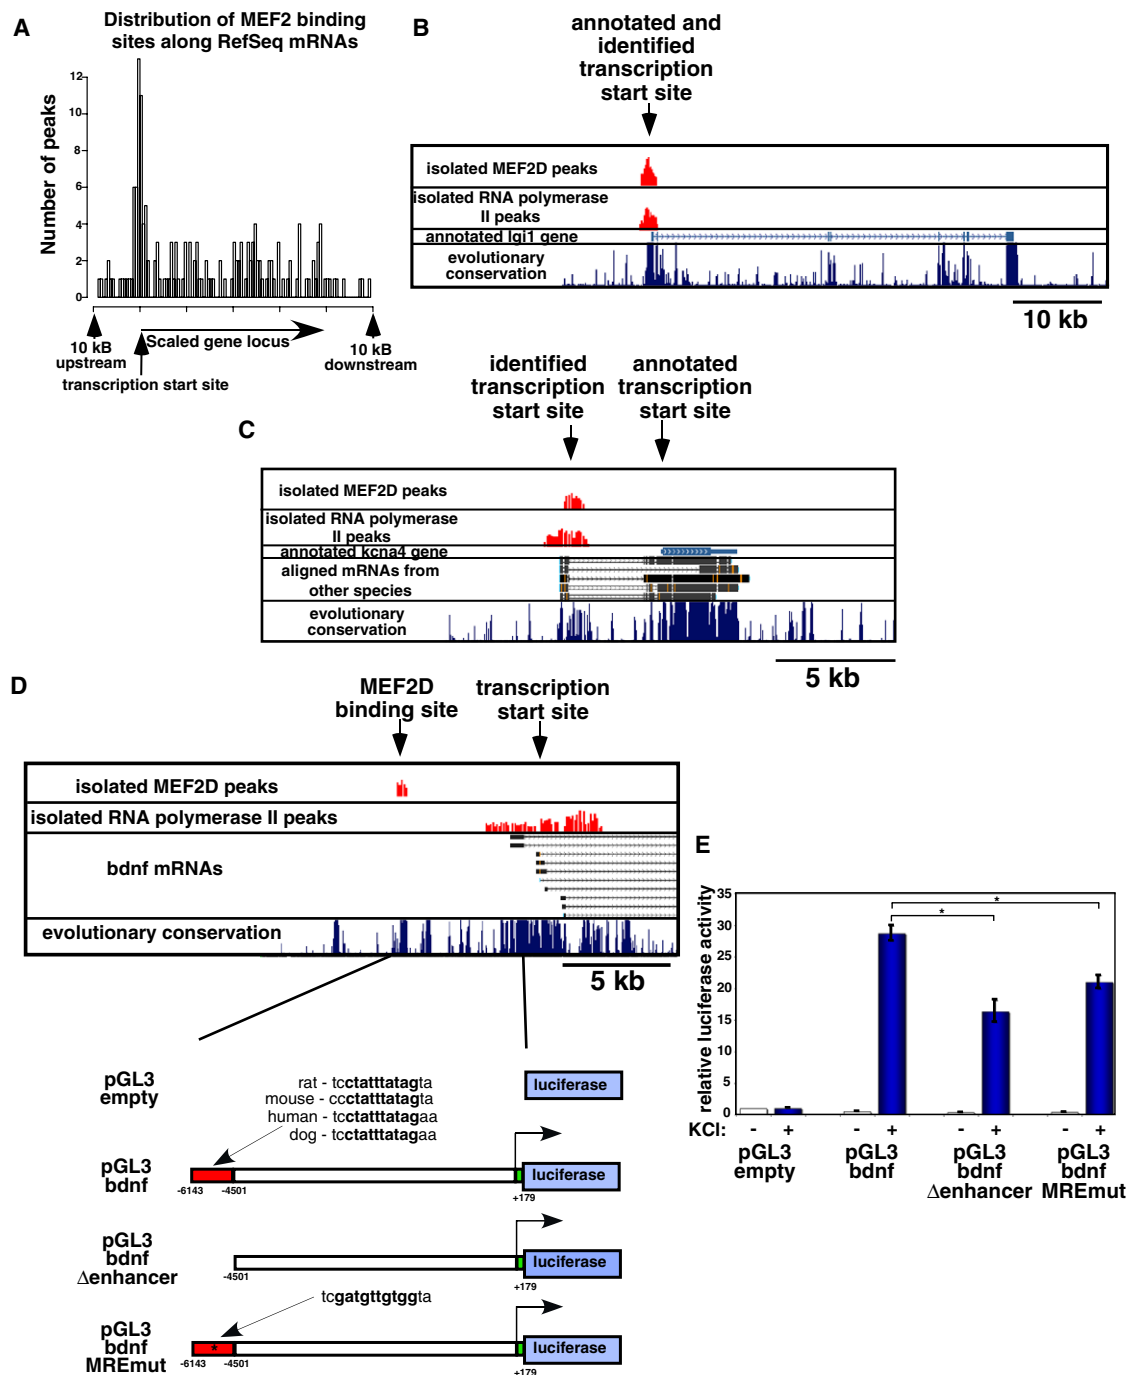 A
Distribution of MEF2 binding
sites along RefSeq mRNAs
Number of peaks
12
10
8
6
4
2
0
Scaled gene locus
10 kB
upstream
transcription start site
10 kB
downstream
B
annotated and
identified
transcription
start site
isolated MEF2D peaks
isolated RNA polymerase
II peaks
annotated lgi1 gene
evolutionary
conservation
10 kb
C
identified
transcription
start site
annotated
transcription
start site
isolated MEF2D peaks
isolated RNA polymerase
II peaks
annotated kcna4 gene
aligned mRNAs from
other species
evolutionary
conservation
5 kb
D
MEF2D
binding site
transcription
start site
isolated MEF2D peaks
isolated RNA polymerase II peaks
bdnf mRNAs
evolutionary conservation
5 kb
pGL3
empty
luciferase
rat - tcctatttatagta
mouse - ccctatttatagta
human - tcctatttatagaa
dog - tcctatttatagaa
pGL3
bdnf
luciferase
-6143
-4501
+179
pGL3
bdnf
∆enhancer
luciferase
-4501
+179
tcgatgttgtggta
pGL3
bdnf
MREmut
*
luciferase
-6143
-4501
+179
E
relative luciferase activity
35
30
25
20
15
10
5
0
*
*
KCl: - + - + - + - +
pGL3
empty
pGL3
bdnf
pGL3
bdnf
∆enhancer
pGL3
bdnf
MREmut